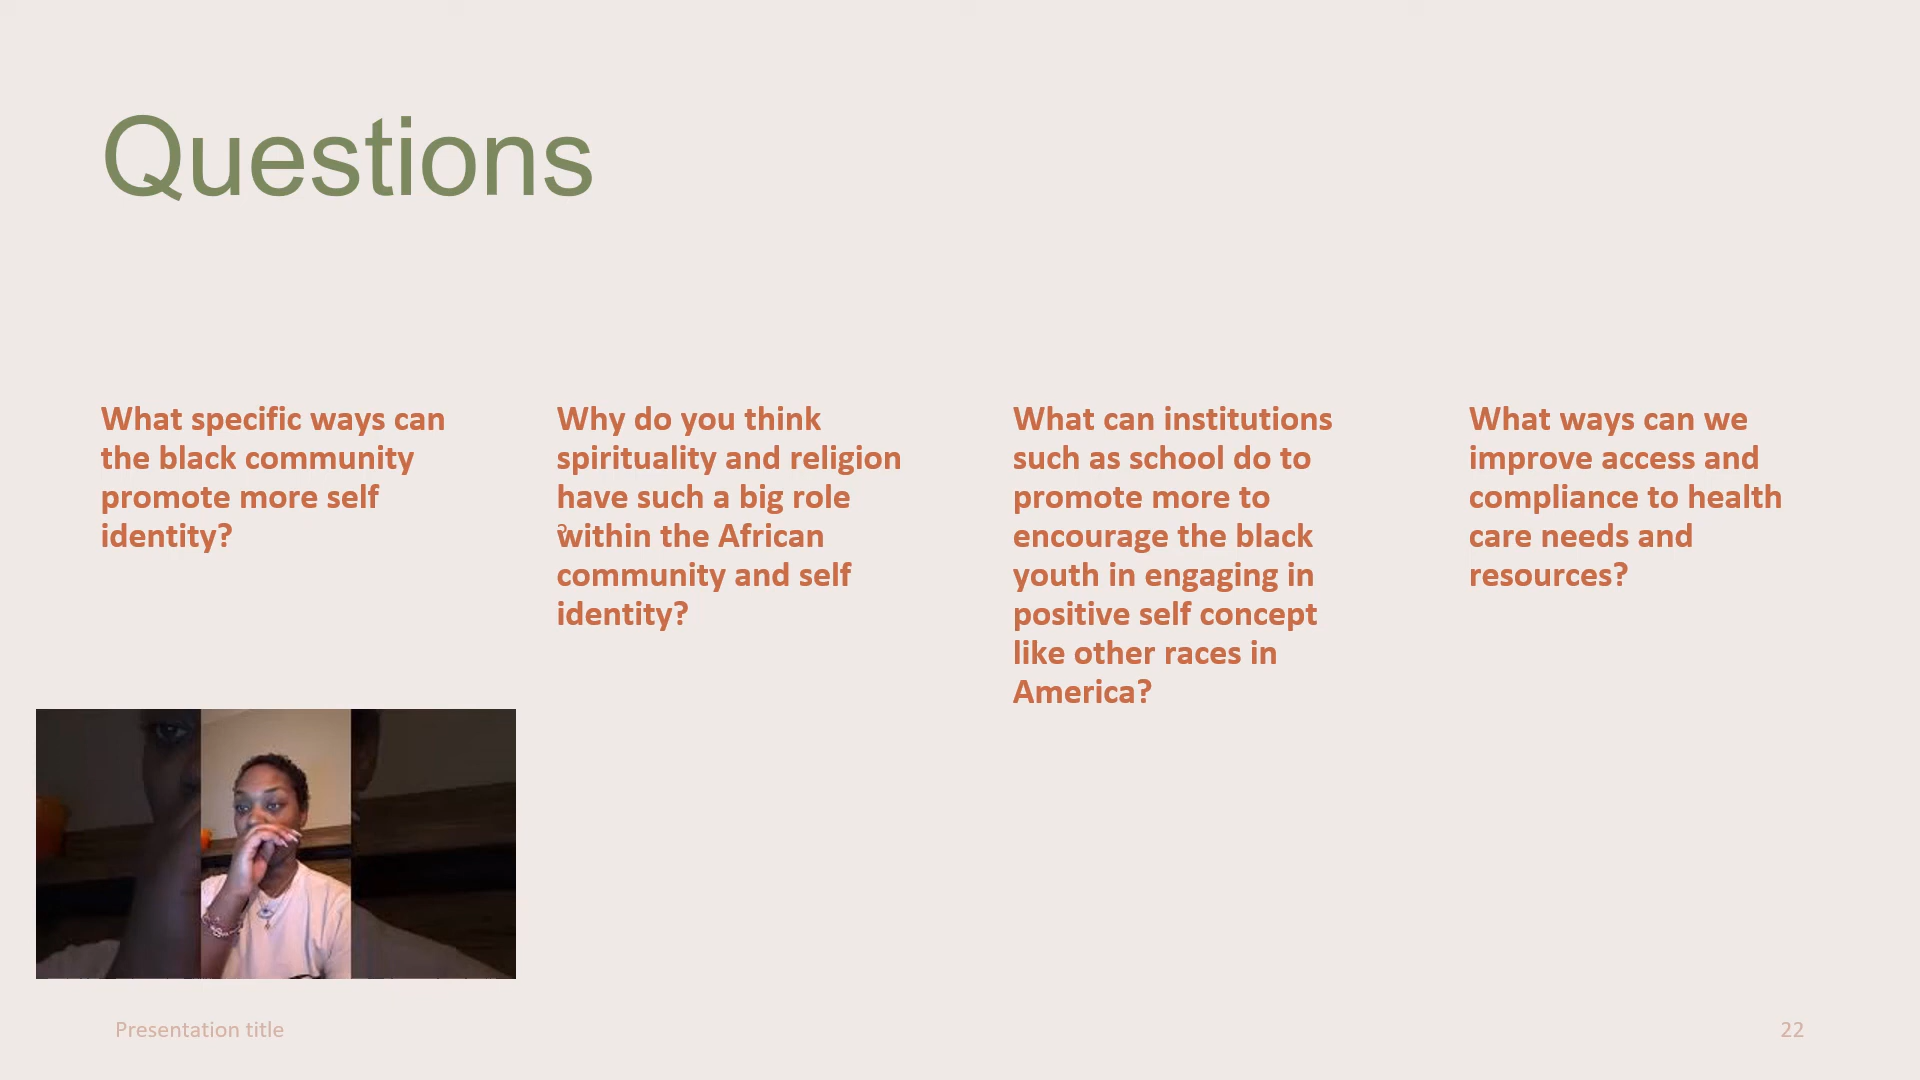 Questions
What specific ways can
the black community
promote more self
identity?
Why do you think
spirituality and religion
have such a big role
within the African
community and self
identity?
?
What can institutions
such as school do to
promote more to
encourage the black
youth in engaging in
positive self concept
like other races in
America?
What ways can we
improve access and
compliance to health
care needs and
resources?
Presentation title
22